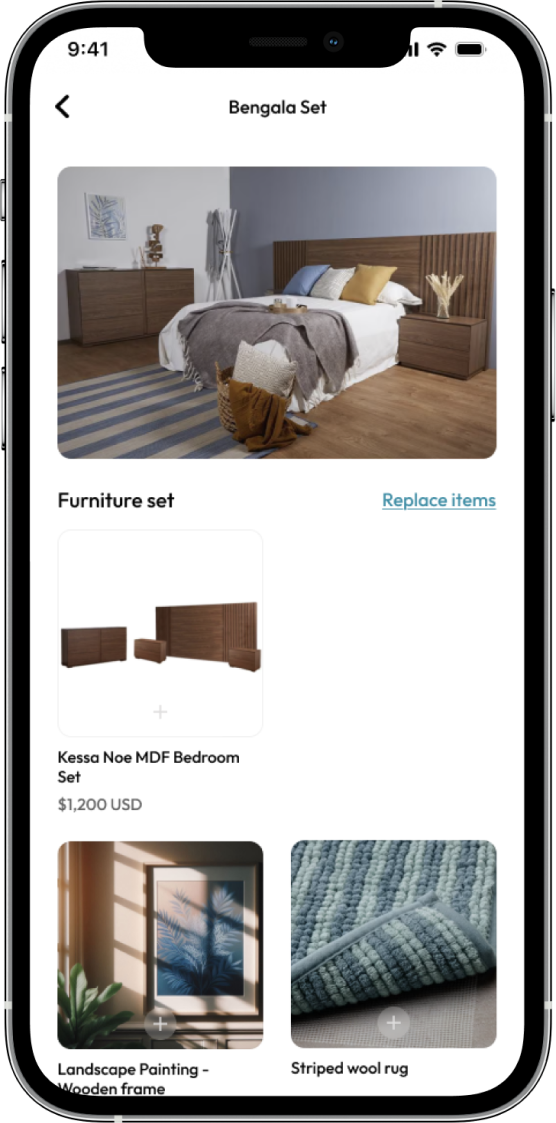 9:41
Bengala Set
Furniture set
Replace items
Kessa Noe MDF Bedroom
Set
$1,200 USD
Landscape Painting -
Wooden frame
Striped wool rug